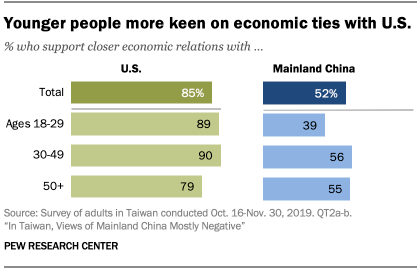 Younger people more keen on economic ties with U.S.
% who support closer economic relations with ...
U.S. Mainland China
Total 85% 52%
Ages 18-29 89 39
30-49 90 56
50+ 79 55
Source: Survey of adults in Taiwan conducted Oct. 16-Nov. 30, 2019. QT2a-b.
“In Taiwan, Views of Mainland China Mostly Negative”
PEW RESEARCH CENTER